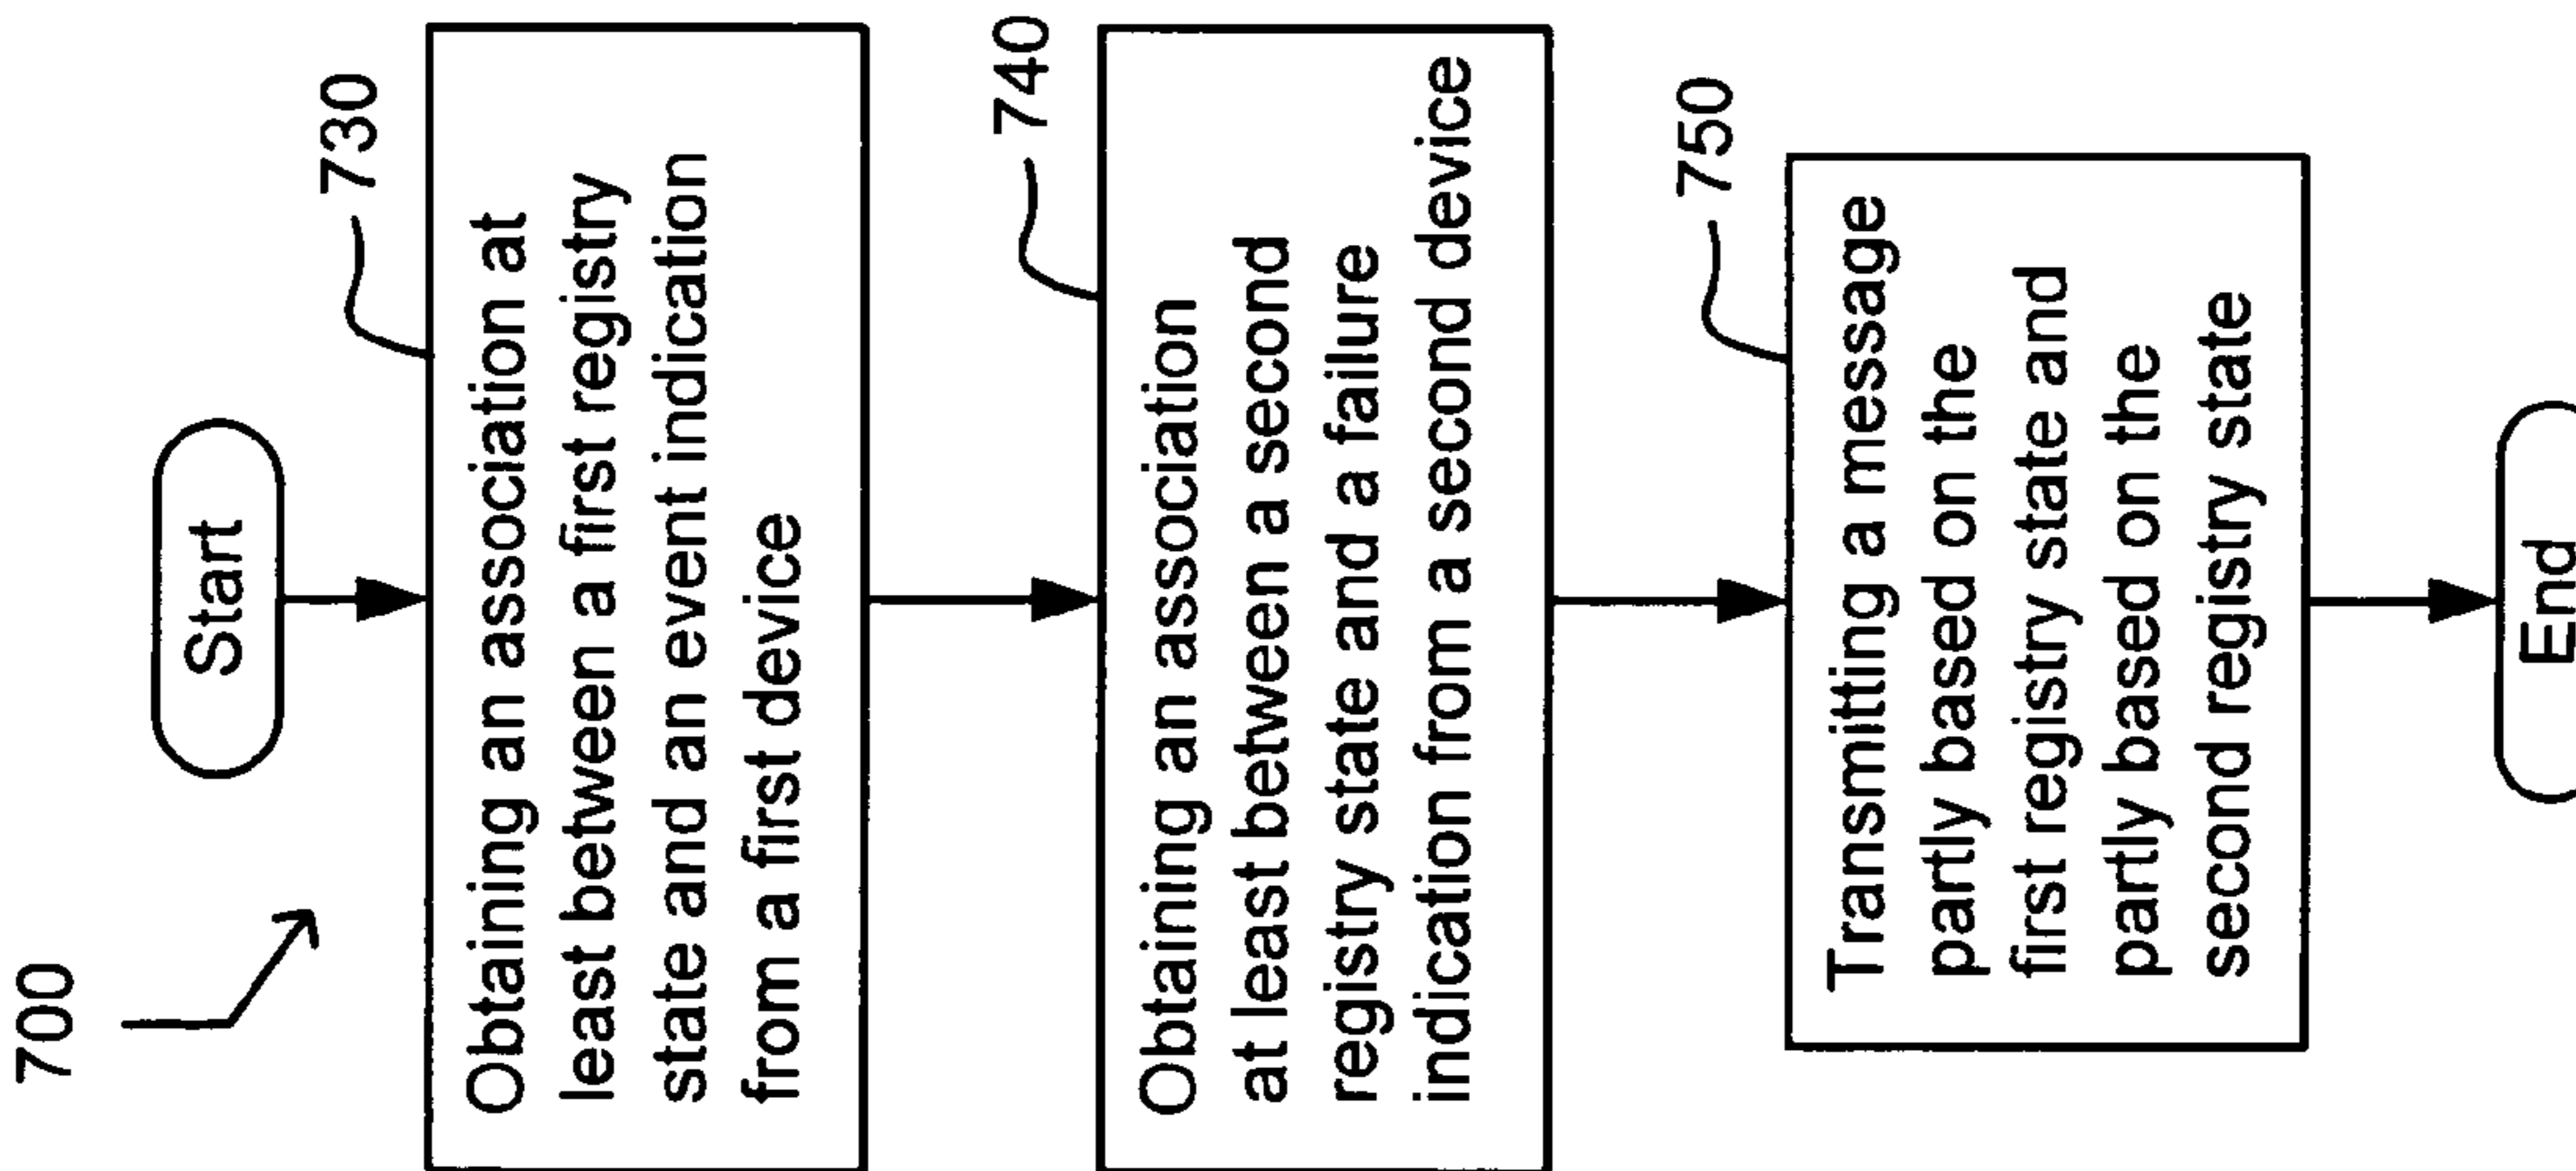 700
Start
730
Obtaining an association at
least between a first registry
state and an event indication
from a first device
740
Obtaining an association
at least between a second
registry state and a failure
indication from a second device
750
Transmitting a message
partly based on the
first registry state and
partly based on the
second registry state
End